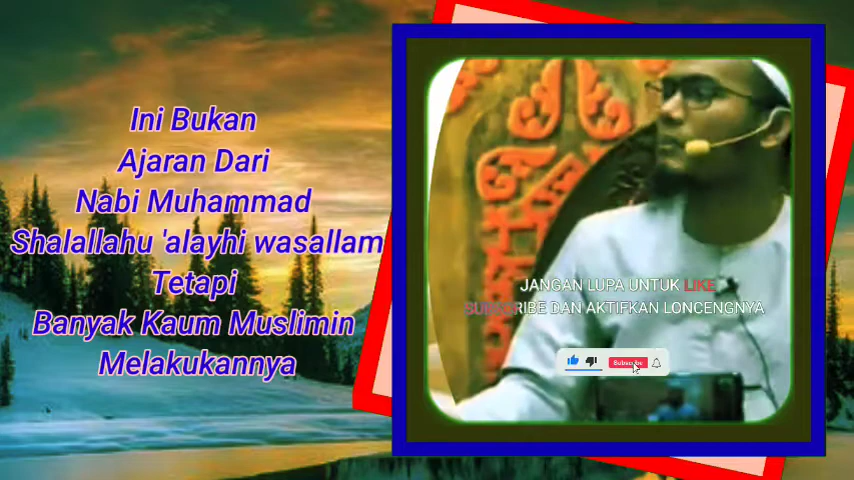 Ini Bukan
Ajaran Dari
Nabi Muhammad
Shalallahu 'alayhi wasallam
Tetapi
Banyak Kaum Muslimin
Melakukannya
JANGAN LUPA UNTUK LIKE
SUBSCRIBE DAN AKTIFKAN LONCENGNYA
Subscribe